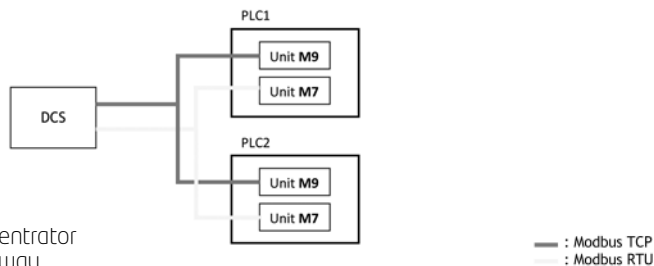 PLC1
Unit M9
Unit M7
DCS
PLC2
Unit M9
Unit M7
entrator
: Modbus TCP
: Modbus RTU